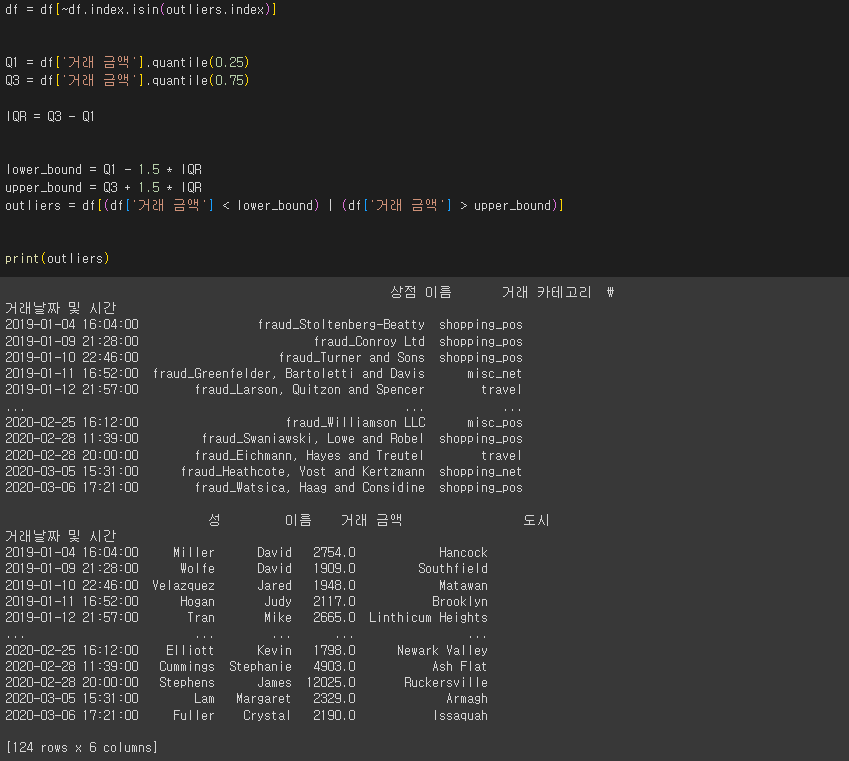 df = df[~df.index.isin(outliers.index)]
Q1 = df['거래 금액'].quantile(0.25)
Q3 = df['거래 금액'].quantile(0.75)
IQR = Q3 - Q1
lower_bound = Q1 - 1.5 * IQR
upper_bound = Q3 + 1.5 * IQR
outliers = df[(df['거래 금액'] < lower_bound) | (df['거래 금액'] > upper_bound)]
print(outliers)
상점 이름 거래 카테고리 \
거래날짜 및 시간
2019-01-04 16:04:00 fraud_Stoltenberg-Beatty shopping_pos
2019-01-09 21:28:00 fraud_Conroy Ltd shopping_pos
2019-01-10 22:46:00 fraud_Turner and Sons shopping_pos
2019-01-11 16:52:00 fraud_Greenfelder, Bartoletti and Davis misc_net
2019-01-12 21:57:00 fraud_Larson, Quitzon and Spencer travel
... ... ...
2020-02-25 16:12:00 fraud_Williamson LLC misc_pos
2020-02-28 11:39:00 fraud_Swaniawski, Lowe and Robel shopping_pos
2020-02-28 20:00:00 fraud_Eichmann, Hayes and Treutel travel
2020-03-05 15:31:00 fraud_Heathcote, Yost and Kertzmann shopping_net
2020-03-06 17:21:00 fraud_Watsica, Haag and Considine shopping_pos
성 이름 거래 금액 도시
거래날짜 및 시간
2019-01-04 16:04:00 Miller David 2754.0 Hancock
2019-01-09 21:28:00 Wolfe David 1909.0 Southfield
2019-01-10 22:46:00 Velazquez Jared 1948.0 Matawan
2019-01-11 16:52:00 Hogan Judy 2117.0 Brooklyn
2019-01-12 21:57:00 Tran Mike 2665.0 Linthicum Heights
... ... ... ... ...
2020-02-25 16:12:00 Elliott Kevin 1798.0 Newark Valley
2020-02-28 11:39:00 Cummings Stephanie 4903.0 Ash Flat
2020-02-28 20:00:00 Stephens James 12025.0 Ruckersville
2020-03-05 15:31:00 Lam Margaret 2329.0 Armagh
2020-03-06 17:21:00 Fuller Crystal 2190.0 Issaquah
[124 rows x 6 columns]